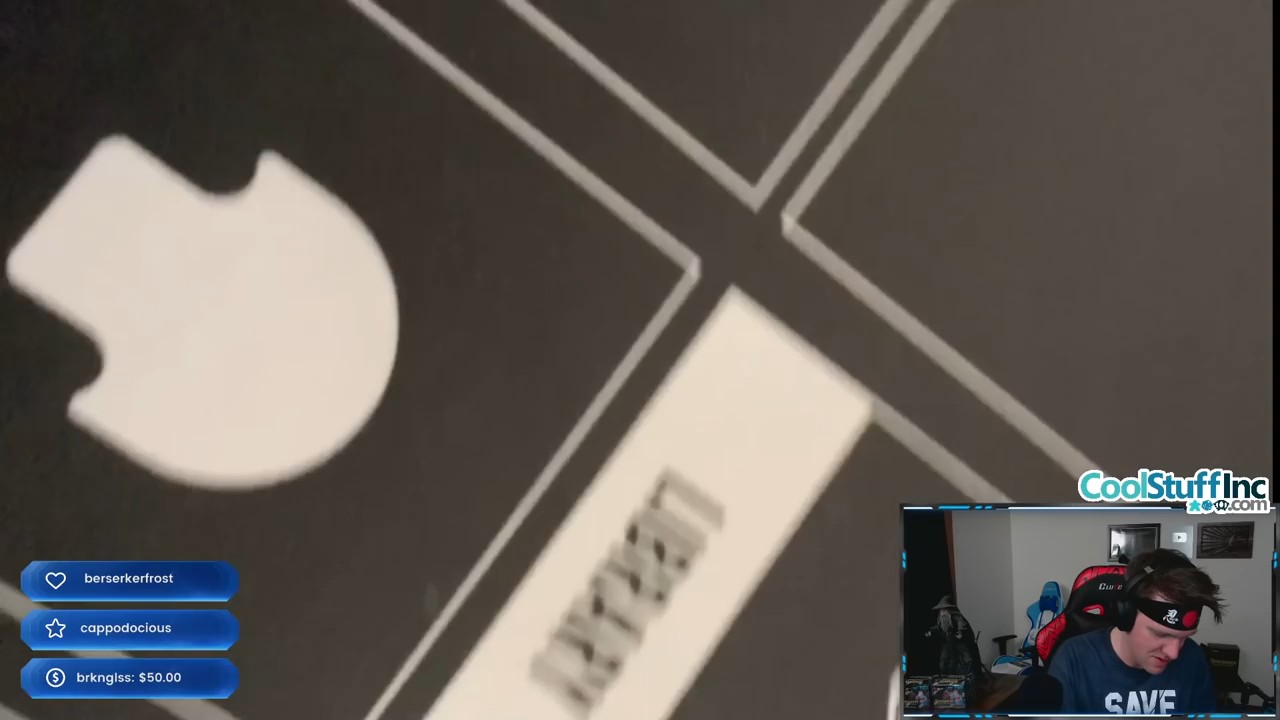 CoolStuffInc
.com
berserkerfrost
cappodocious
brknglss: $50.00
SAVE